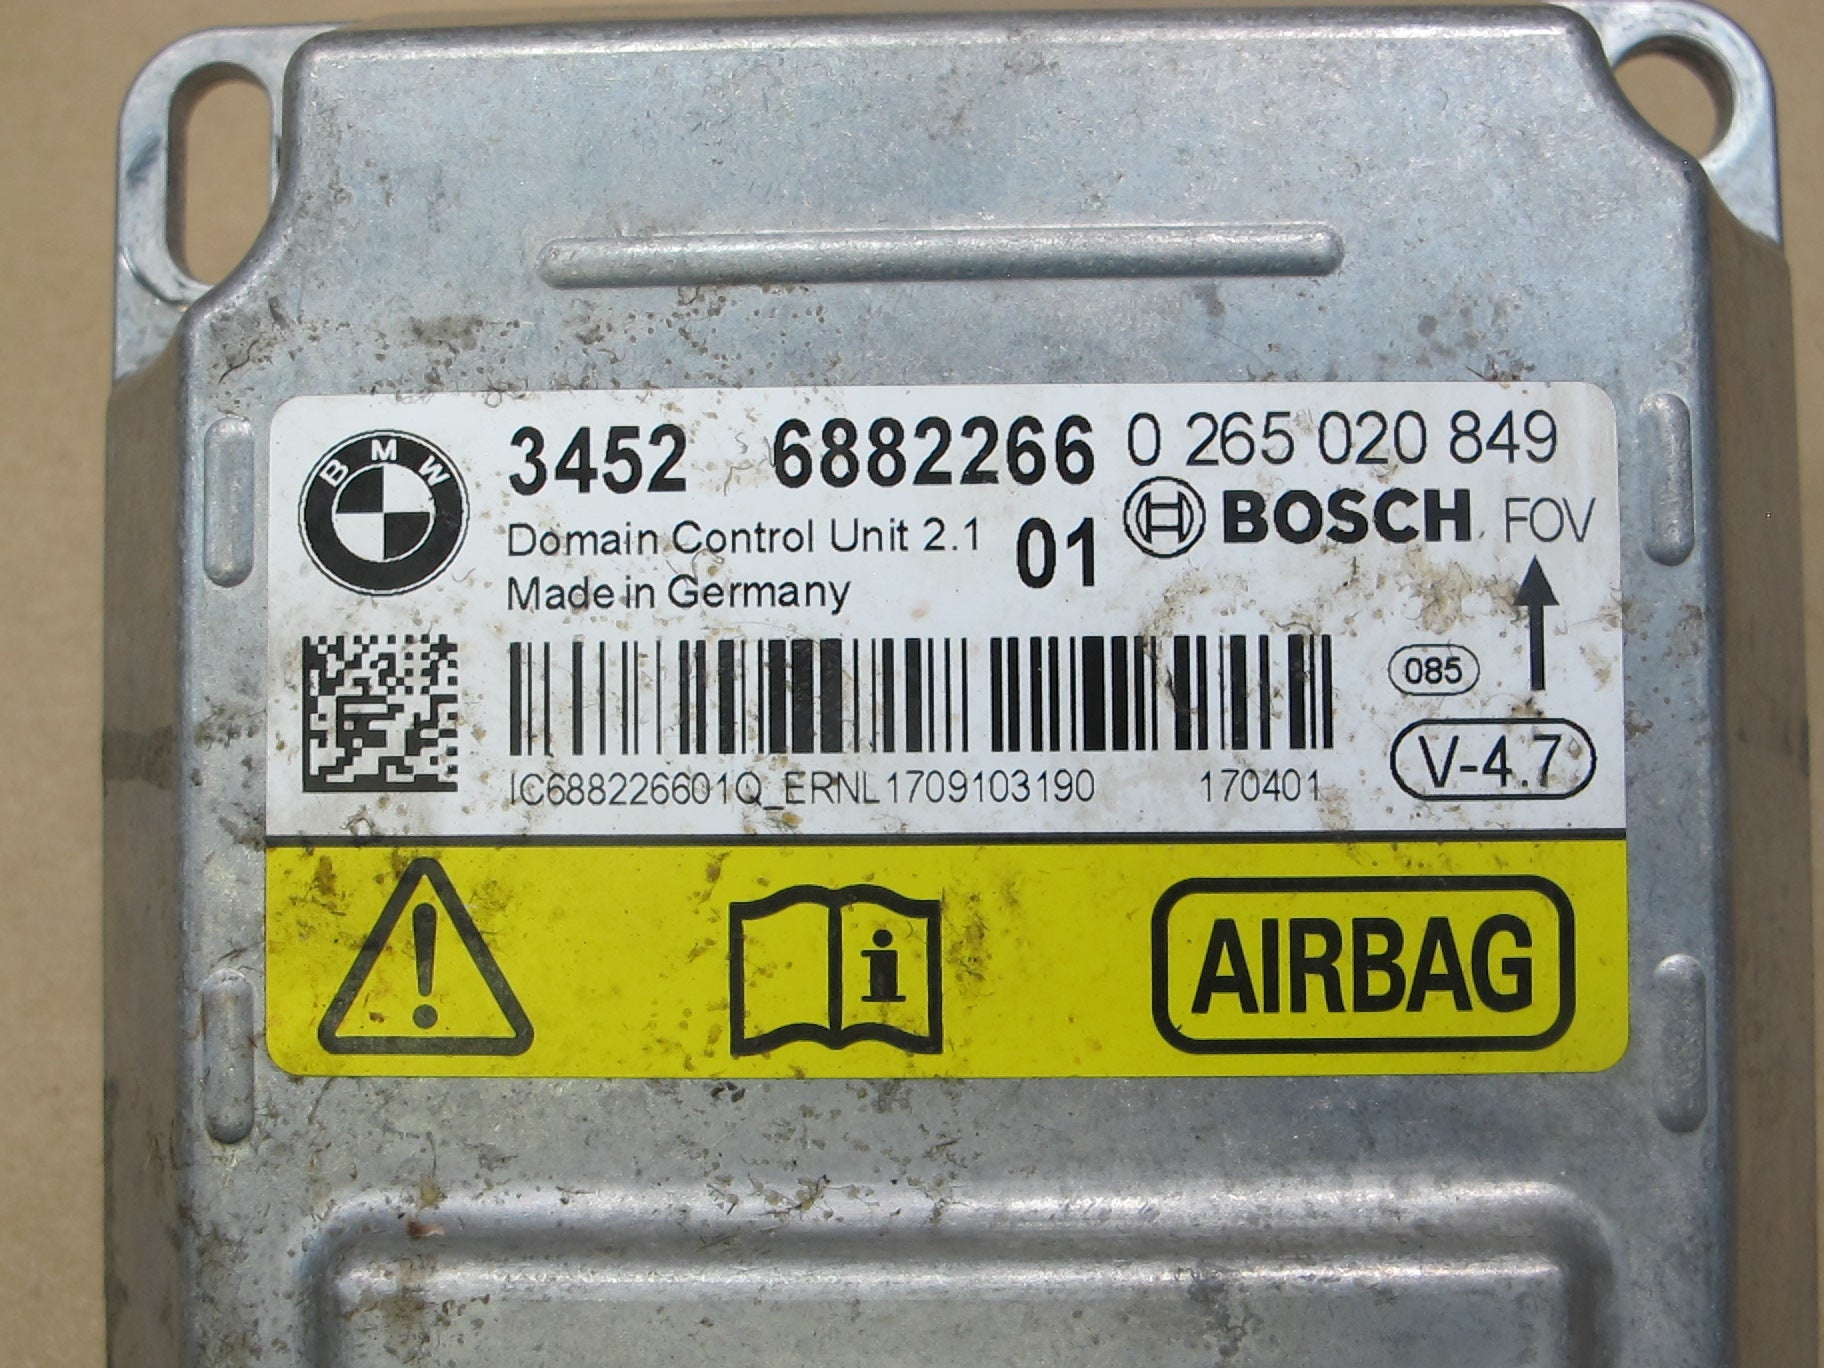 BMW
3452 6882266
Domain Control Unit 2.1 01
Made in Germany
0 265 020 849
BOSCH FOV
085
V-4.7
IC688226601Q_ERNL1709103190 170401
i
AIRBAG